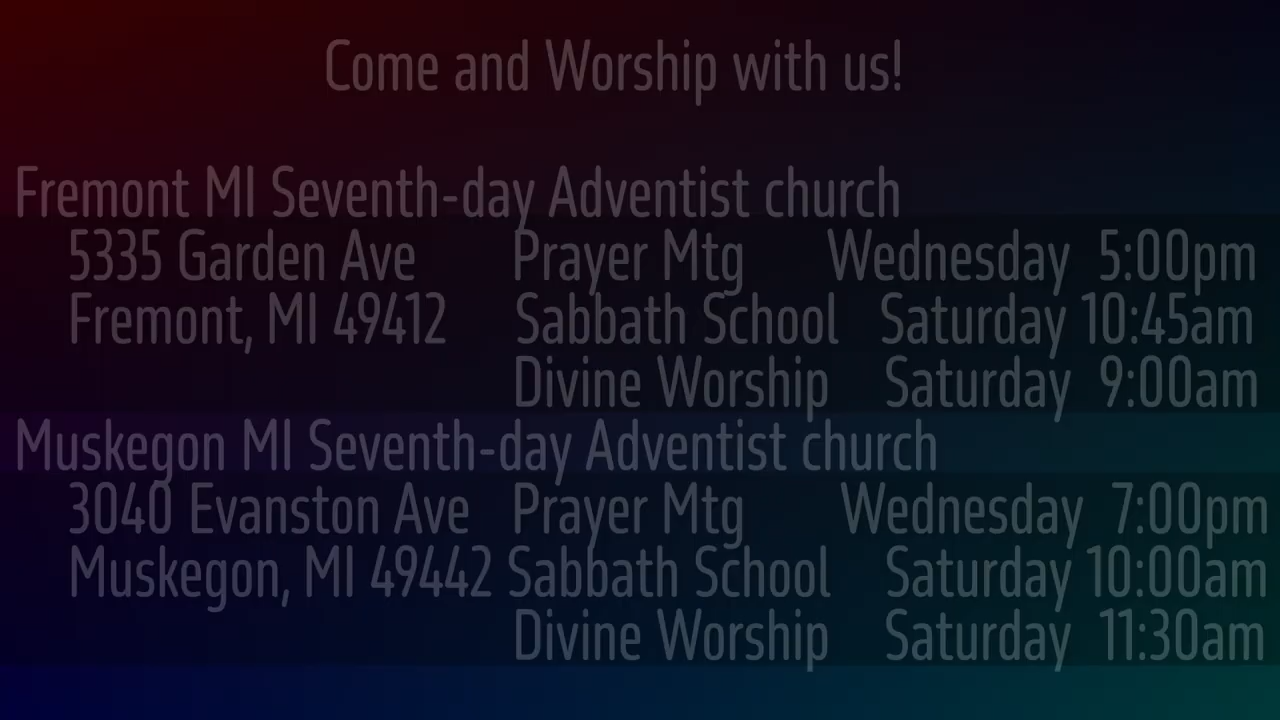 Come and Worship with us!
Fremont MI Seventh-day Adventist church
5335 Garden Ave Prayer Mtg Wednesday 5:00pm
Fremont, MI 49412 Sabbath School Saturday 10:45am
Divine Worship Saturday 9:00am
Muskegon MI Seventh-day Adventist church
3040 Evanston Ave Prayer Mtg Wednesday 7:00pm
Muskegon, MI 49442 Sabbath School Saturday 10:00am
Divine Worship Saturday 11:30am